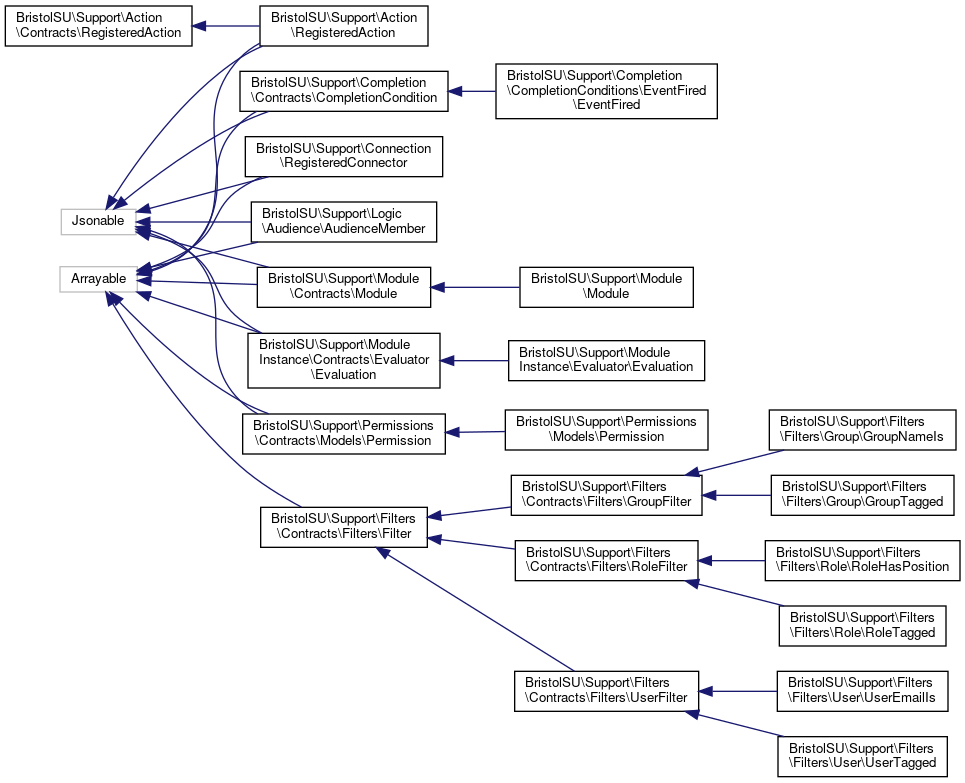 BristolSU\Support\Action
\Contracts\RegisteredAction
BristolSU\Support\Action
\RegisteredAction
BristolSU\Support\Completion
\Contracts\CompletionCondition
BristolSU\Support\Completion
\CompletionConditions\EventFired
\EventFired
BristolSU\Support\Connection
\RegisteredConnector
Jsonable
BristolSU\Support\Logic
\Audience\AudienceMember
Arrayable
BristolSU\Support\Module
\Contracts\Module
BristolSU\Support\Module
\Module
BristolSU\Support\Module
Instance\Contracts\Evaluator
\Evaluation
BristolSU\Support\Module
Instance\Evaluator\Evaluation
BristolSU\Support\Permissions
\Contracts\Models\Permission
BristolSU\Support\Permissions
\Models\Permission
BristolSU\Support\Filters
\Filters\Group\GroupNameIs
BristolSU\Support\Filters
\Contracts\Filters\GroupFilter
BristolSU\Support\Filters
\Filters\Group\GroupTagged
BristolSU\Support\Filters
\Contracts\Filters\Filter
BristolSU\Support\Filters
\Contracts\Filters\RoleFilter
BristolSU\Support\Filters
\Filters\Role\RoleHasPosition
BristolSU\Support\Filters
\Filters\Role\RoleTagged
BristolSU\Support\Filters
\Contracts\Filters\UserFilter
BristolSU\Support\Filters
\Filters\User\UserEmailIs
BristolSU\Support\Filters
\Filters\User\UserTagged